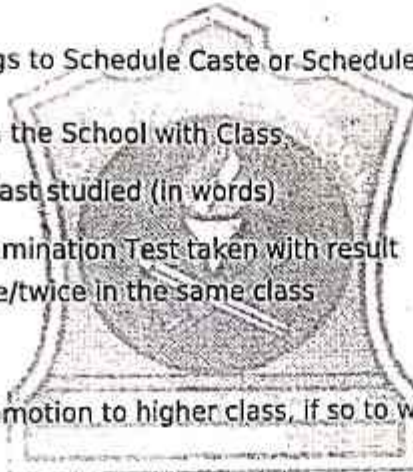 gs to Schedule Caste or Schedule
the School with Class,
ast studied (in words)
mination Test taken with result
e/twice in the same class
motion to higher class, if so to w